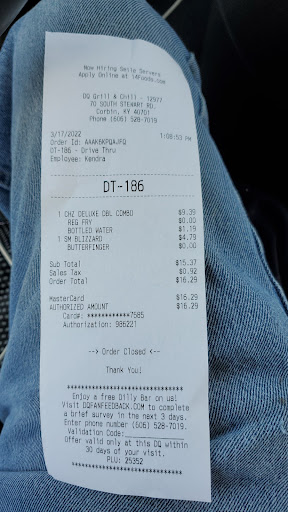 Now Hiring Smile Servers
Apply Online at i4Foods.com
DQ Grill & Chill - 12977
70 SOUTH STEWART RD.
Corbin, KY 40701
Phone (606) 528-7019
3/17/2022 1:08:53 PM
Order Id: AAAK6KPQAJFQ
DT-186 - Drive Thru
Employee: Kendra
DT-186
1 CHZ DELUXE DBL COMBO $9.39
REG FRY $0.00
BOTTLED WATER $1.19
1 SM BLIZZARD $4.79
BUTTERFINGER $0.00
Sub Total $15.37
Sales Tax $0.92
Order Total $16.29
MasterCard $16.29
AUTHORIZED AMOUNT $16.29
Card#: ************7585
Authorization: 986221
--> Order Closed <--
Thank You!
********************************
Enjoy a free Dilly Bar on us!
Visit DQFANFEEDBACK.COM to complete
a brief survey in the next 3 days.
Enter phone number (606) 528-7019.
Validation Code:
Offer valid only at this DQ within
30 days of your visit.
PLU: 25352
********************************